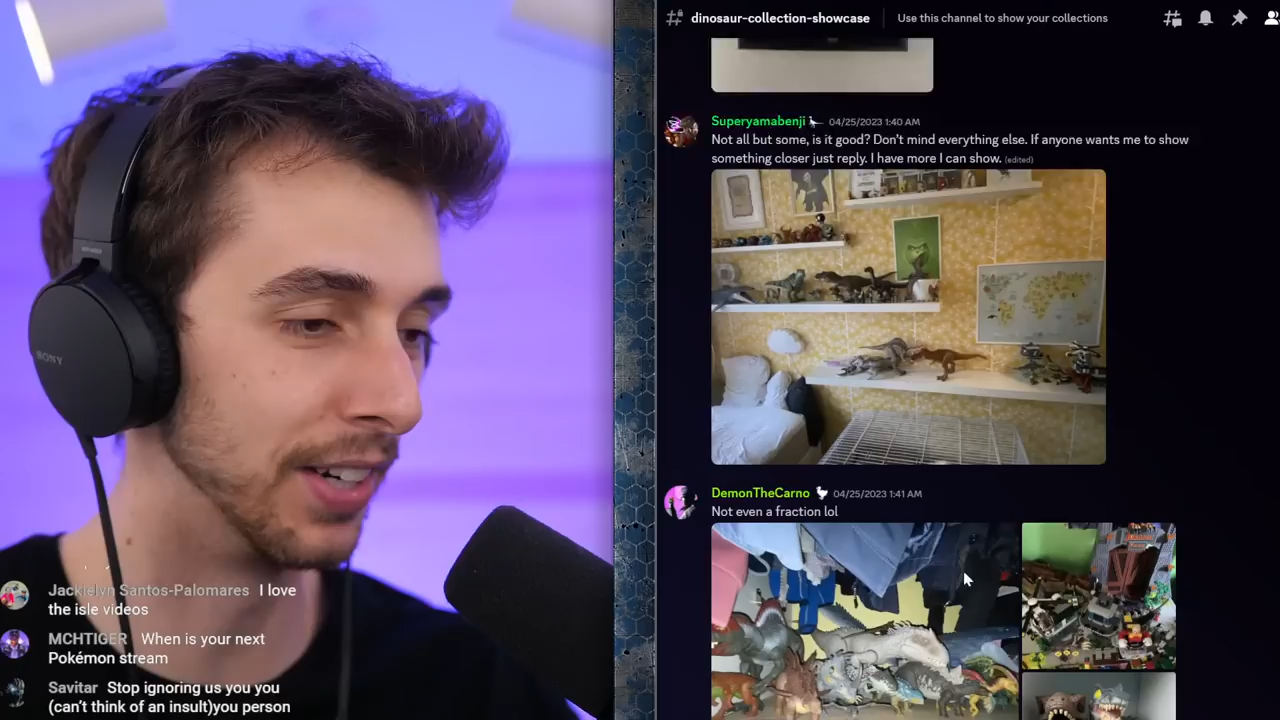 dinosaur-collection-showcase
Use this channel to show your collections
Superyamabenji 04/25/2023 1:40 AM
Not all but some, is it good? Don't mind everything else. If anyone wants me to show
something closer just reply. I have more I can show. (edited)
DemonTheCarno 04/25/2023 1:41 AM
Not even a fraction lol
SONY
Jackielyn Santos-Palomares I love
the isle videos
MCHTIGER When is your next
Pokémon stream
Savitar Stop ignoring us you you
(can't think of an insult)you person